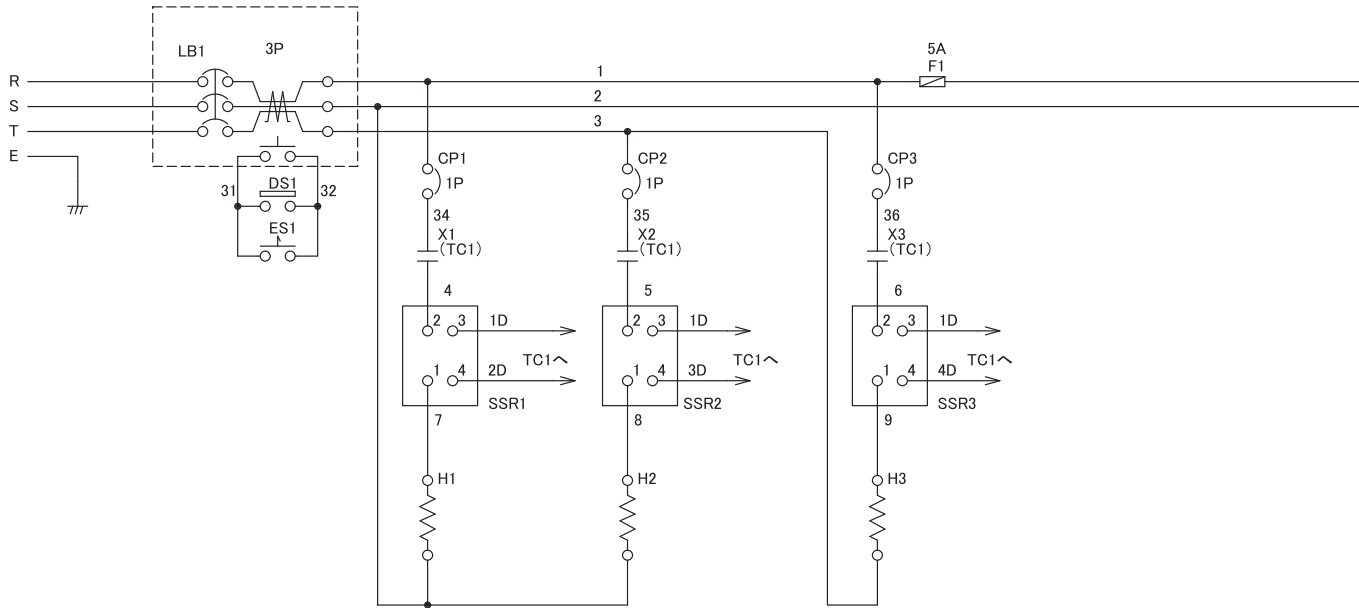 5A
LB1 3P F1
R 1
S 2
T 3
E
CP1 CP2 CP3
1P 1P 1P
31 DS1 32
34 35 36
ES1 X1 X2 X3
(TC1) (TC1) (TC1)
4 5 6
2 3 1D 2 3 1D 2 3 1D
TC1へ TC1へ TC1へ
1 4 2D 1 4 3D 1 4 4D
SSR1 SSR2 SSR3
7 8 9
H1 H2 H3